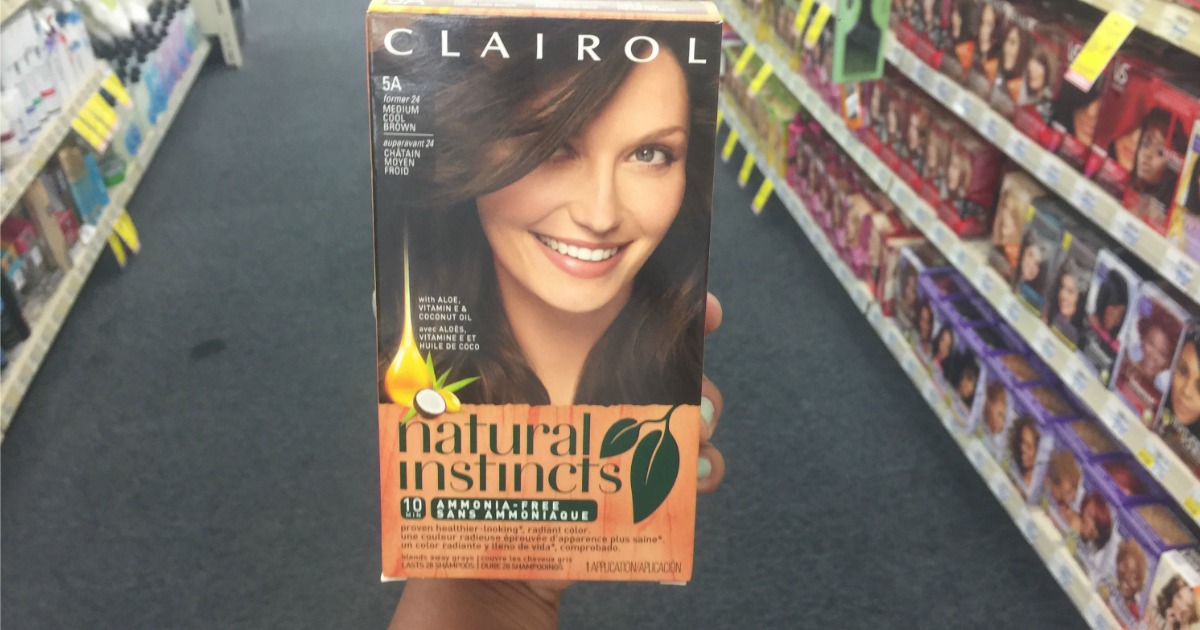 CLAIROL
5A
former 24
MEDIUM
COOL
BROWN
auparavant 24
CHÂTAIN
MOYEN
FROID
with ALOE,
VITAMIN E &
COCONUT OIL
avec ALOÈS,
VITAMINE E ET
HUILE DE COCO
natural
instincts
10 MIN
AMMONIA-FREE
SANS AMMONIAQUE
proven healthier-looking*, radiant color.
une couleur radieuse éprouvée d'apparence plus saine*.
un color radiante y lleno de vida*, comprobado.
blends away grays | couvre les cheveux gris
LASTS 28 SHAMPOOS | DURE 28 SHAMPOOINGS
1 APPLICATION/APLICACIÓN